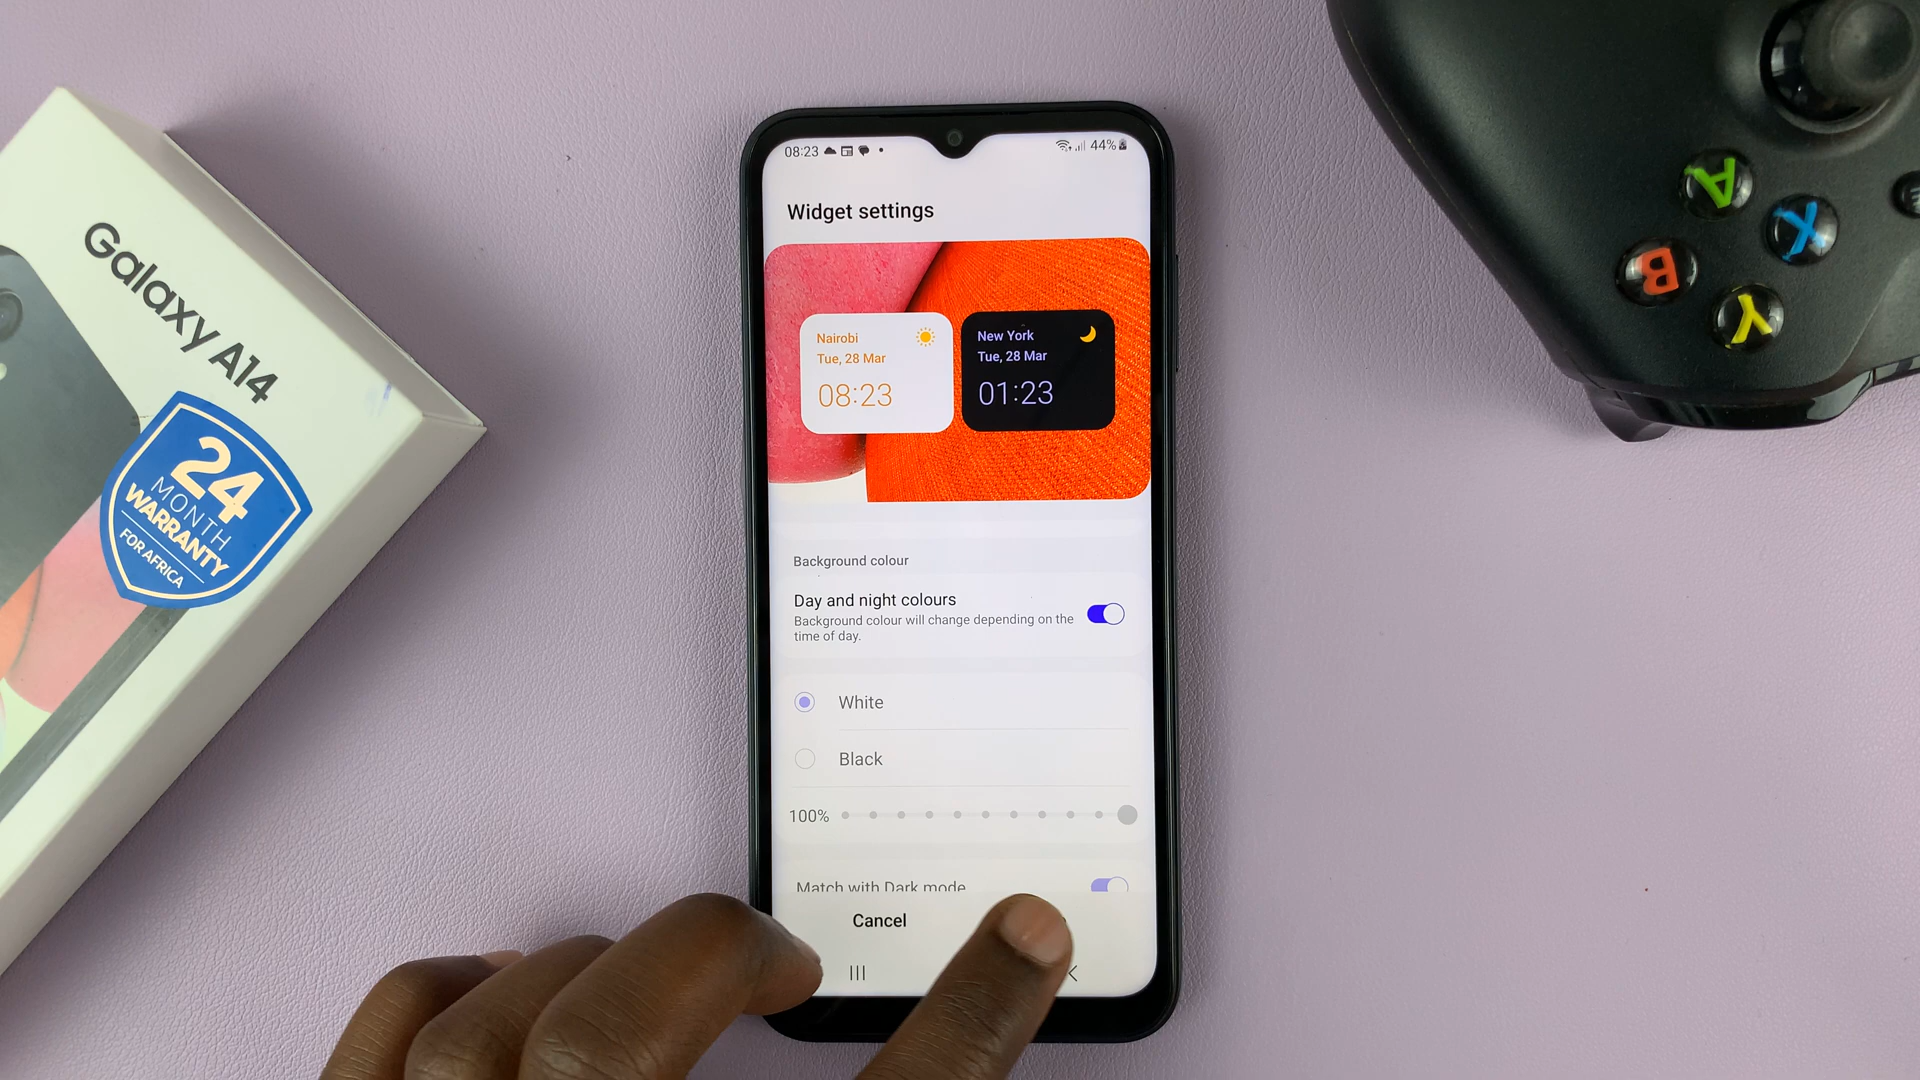 Galaxy A14
24
MONTH
WARRANTY
FOR AFRICA
08:23
44%
Widget settings
Nairobi
Tue, 28 Mar
08:23
New York
Tue, 28 Mar
01:23
Background colour
Day and night colours
Background colour will change depending on the
time of day.
White
Black
100%
Match with Dark mode
Cancel
A
X
B
Y